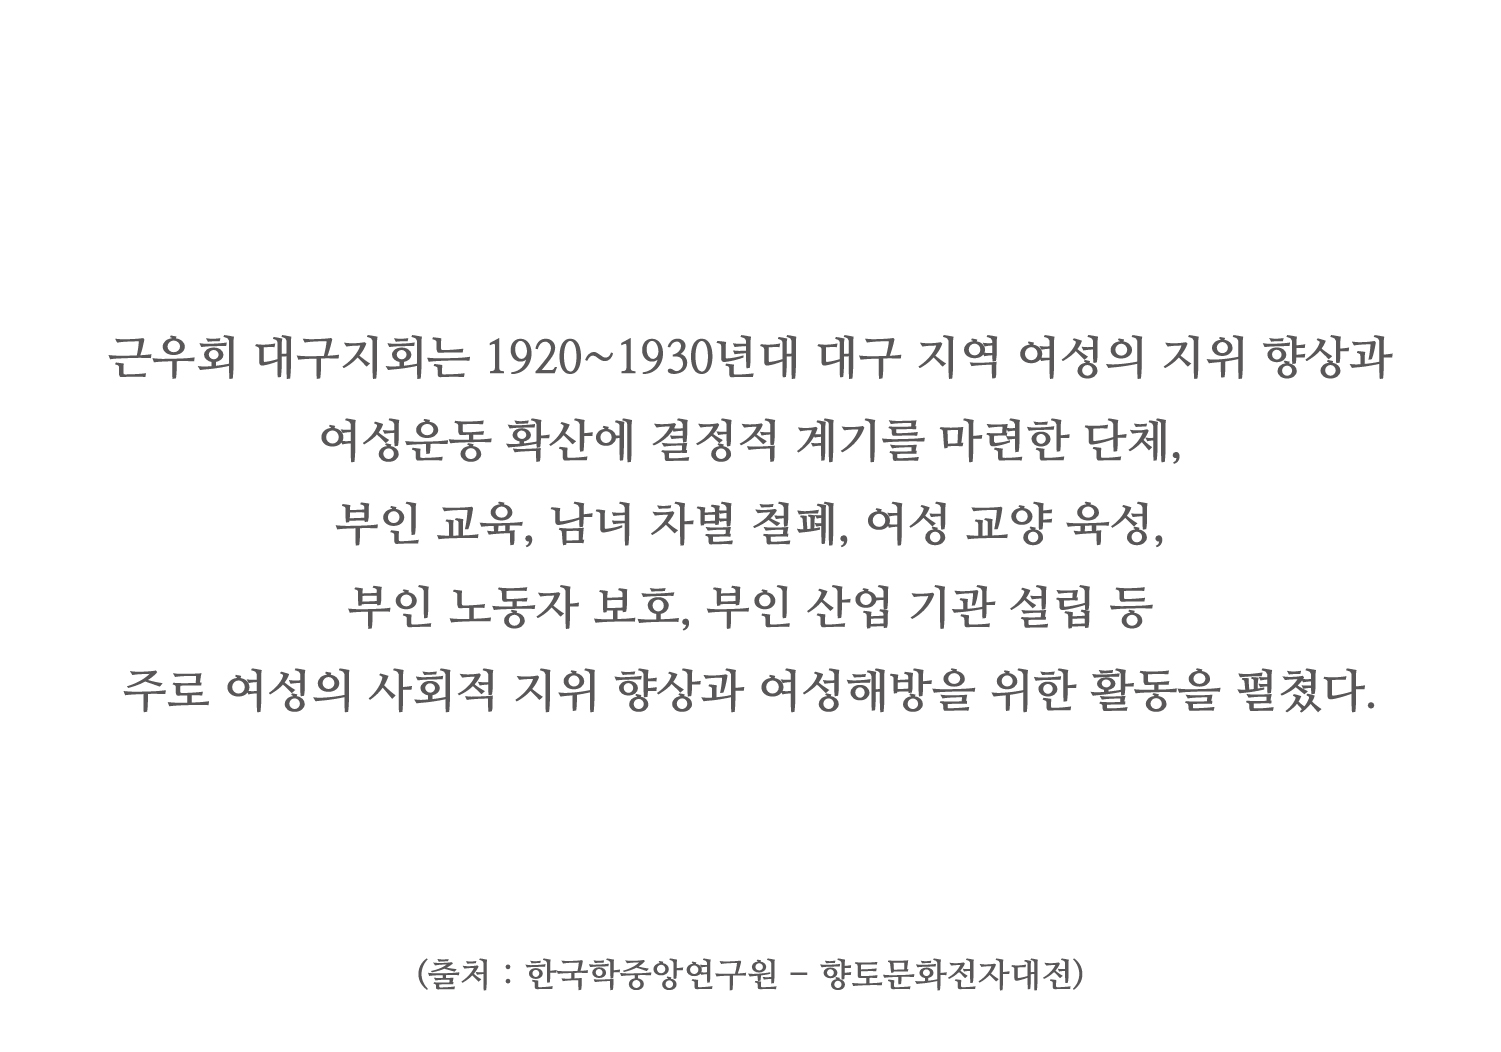 근우회 대구지회는 1920~1930년대 대구 지역 여성의 지위 향상과
여성운동 확산에 결정적 계기를 마련한 단체,
부인 교육, 남녀 차별 철폐, 여성 교양 육성,
부인 노동자 보호, 부인 산업 기관 설립 등
주로 여성의 사회적 지위 향상과 여성해방을 위한 활동을 펼쳤다.
(출처 : 한국학중앙연구원 – 향토문화전자대전)